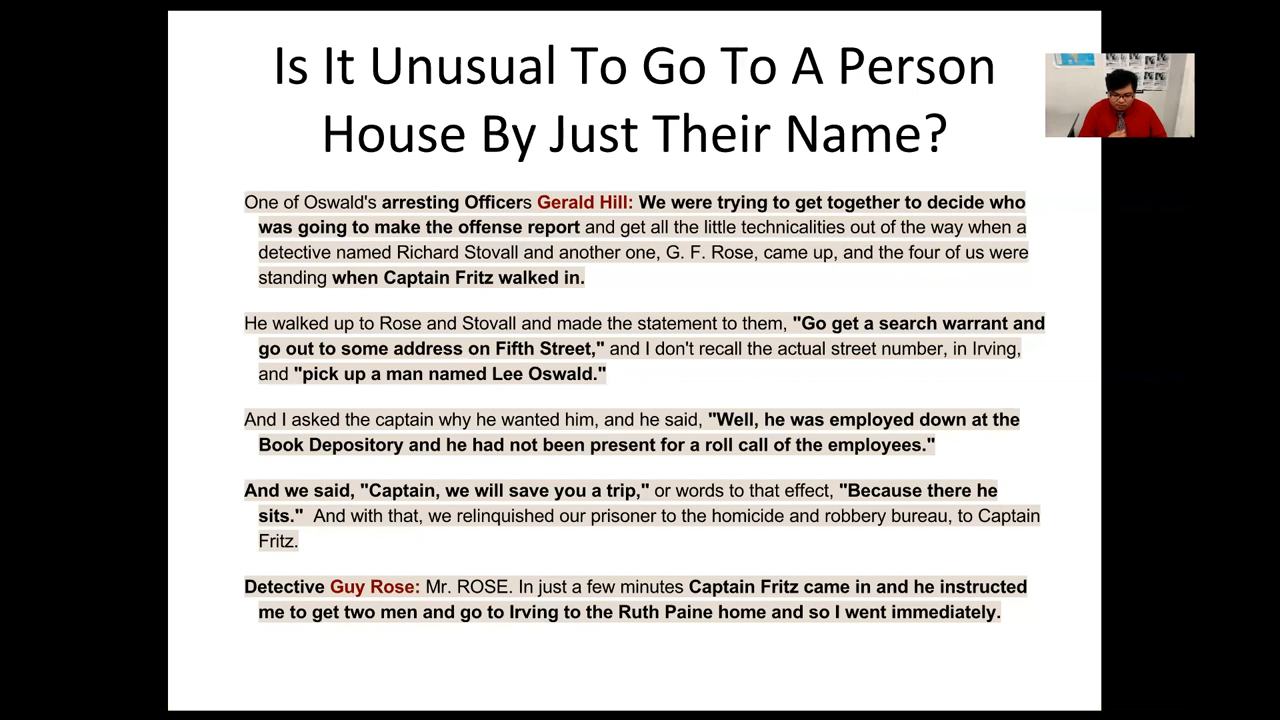 Is It Unusual To Go To A Person
House By Just Their Name?
One of Oswald's arresting Officers Gerald Hill: We were trying to get together to decide who
was going to make the offense report and get all the little technicalities out of the way when a
detective named Richard Stovall and another one, G. F. Rose, came up, and the four of us were
standing when Captain Fritz walked in.
He walked up to Rose and Stovall and made the statement to them, "Go get a search warrant and
go out to some address on Fifth Street," and I don't recall the actual street number, in Irving,
and "pick up a man named Lee Oswald."
And I asked the captain why he wanted him, and he said, "Well, he was employed down at the
Book Depository and he had not been present for a roll call of the employees."
And we said, "Captain, we will save you a trip," or words to that effect, "Because there he
sits." And with that, we relinquished our prisoner to the homicide and robbery bureau, to Captain
Fritz.
Detective Guy Rose: Mr. ROSE. In just a few minutes Captain Fritz came in and he instructed
me to get two men and go to Irving to the Ruth Paine home and so I went immediately.